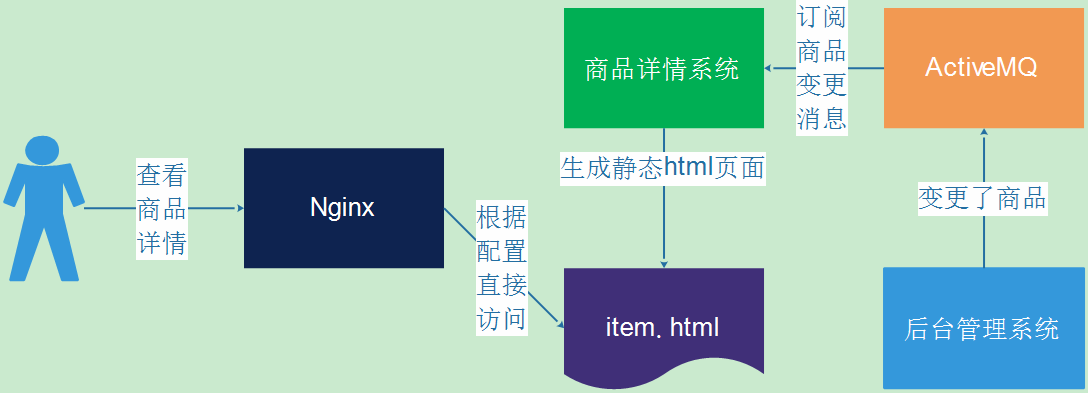 订阅
商品
变更
消息
商品详情系统
ActiveMQ
查看
商品
详情
Nginx
生成静态html页面
变更了商品
根据
配置
直接
访问
item. html
后台管理系统